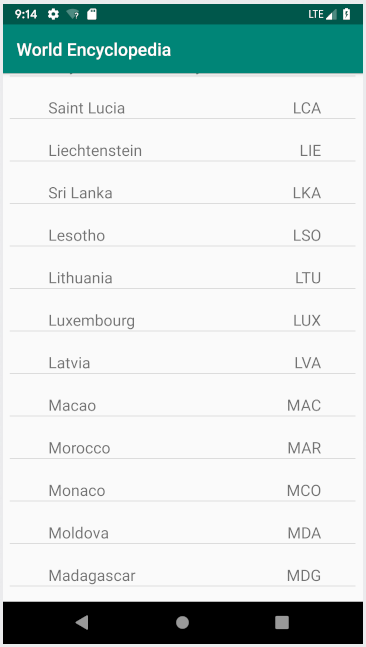 9:14 LTE
World Encyclopedia
Saint Lucia LCA
Liechtenstein LIE
Sri Lanka LKA
Lesotho LSO
Lithuania LTU
Luxembourg LUX
Latvia LVA
Macao MAC
Morocco MAR
Monaco MCO
Moldova MDA
Madagascar MDG